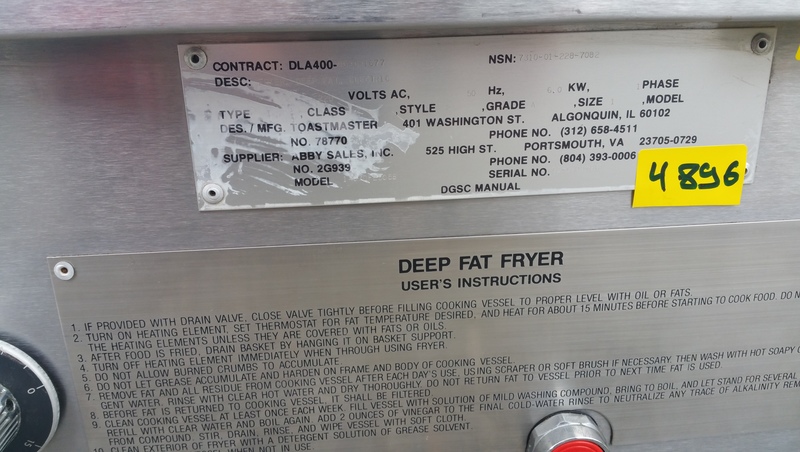 CONTRACT: DLA400-
NSN: 7310-01-228-7082
DESC:
VOLTS AC, Hz, 6.0 KW, PHASE
TYPE CLASS ,STYLE ,GRADE ,SIZE ,MODEL
DES./MFG. TOASTMASTER 401 WASHINGTON ST. ALGONQUIN, IL 60102
NO. 78770 PHONE NO. (312) 658-4511
SUPPLIER: ABBY SALES, INC. 525 HIGH ST. PORTSMOUTH, VA 23705-0729
NO. 2G939 PHONE NO. (804) 393-0006
MODEL SERIAL NO.
DGSC MANUAL
4896
DEEP FAT FRYER
USER'S INSTRUCTIONS
1. IF PROVIDED WITH DRAIN VALVE, CLOSE VALVE TIGHTLY BEFORE FILLING COOKING VESSEL TO PROPER LEVEL WITH OIL OR FATS.
2. TURN ON HEATING ELEMENT, SET THERMOSTAT FOR FAT TEMPERATURE DESIRED, AND HEAT FOR ABOUT 15 MINUTES BEFORE STARTING TO COOK FOOD. DO NO
THE HEATING ELEMENTS UNLESS THEY ARE COVERED WITH FATS OR OILS.
3. AFTER FOOD IS FRIED, DRAIN BASKET BY HANGING IT ON BASKET SUPPORT.
4. TURN OFF HEATING ELEMENT IMMEDIATELY WHEN THROUGH USING FRYER.
5. DO NOT ALLOW BURNED CRUMBS TO ACCUMULATE.
6. DO NOT LET GREASE ACCUMULATE AND HARDEN ON FRAME AND BODY OF COOKING VESSEL.
7. REMOVE FAT AND ALL RESIDUE FROM COOKING VESSEL AFTER EACH DAY'S USE, USING SCRAPER OR SOFT BRUSH IF NECESSARY. THEN WASH WITH HOT SOAPY
GENT WATER, RINSE WITH CLEAR HOT WATER AND DRY THOROUGHLY. DO NOT RETURN FAT TO VESSEL PRIOR TO NEXT TIME FAT IS USED.
8. BEFORE FAT IS RETURNED TO COOKING VESSEL, IT SHALL BE FILTERED.
9. CLEAN COOKING VESSEL AT LEAST ONCE EACH WEEK. FILL VESSEL WITH SOLUTION OF MILD WASHING COMPOUND, BRING TO BOIL, AND LET STAND FOR SEVERAL
REFILL WITH CLEAR WATER AND BOIL AGAIN. ADD 2 OUNCES OF VINEGAR TO THE FINAL COLD-WATER RINSE TO NEUTRALIZE ANY TRACE OF ALKALINITY REM
FROM COMPOUND. STIR, DRAIN, RINSE, AND WIPE VESSEL WITH SOFT CLOTH.
10. CLEAN EXTERIOR OF FRYER WITH A DETERGENT SOLUTION OF GREASE SOLVENT.
VESSEL WHEN NOT IN USE.
0